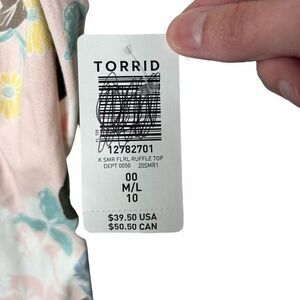 TORRID
12782701
K SMR FLRL RUFFLE TOP
DEPT 0050 20SMR1
00
M/L
10
$39.50 USA
$50.50 CAN